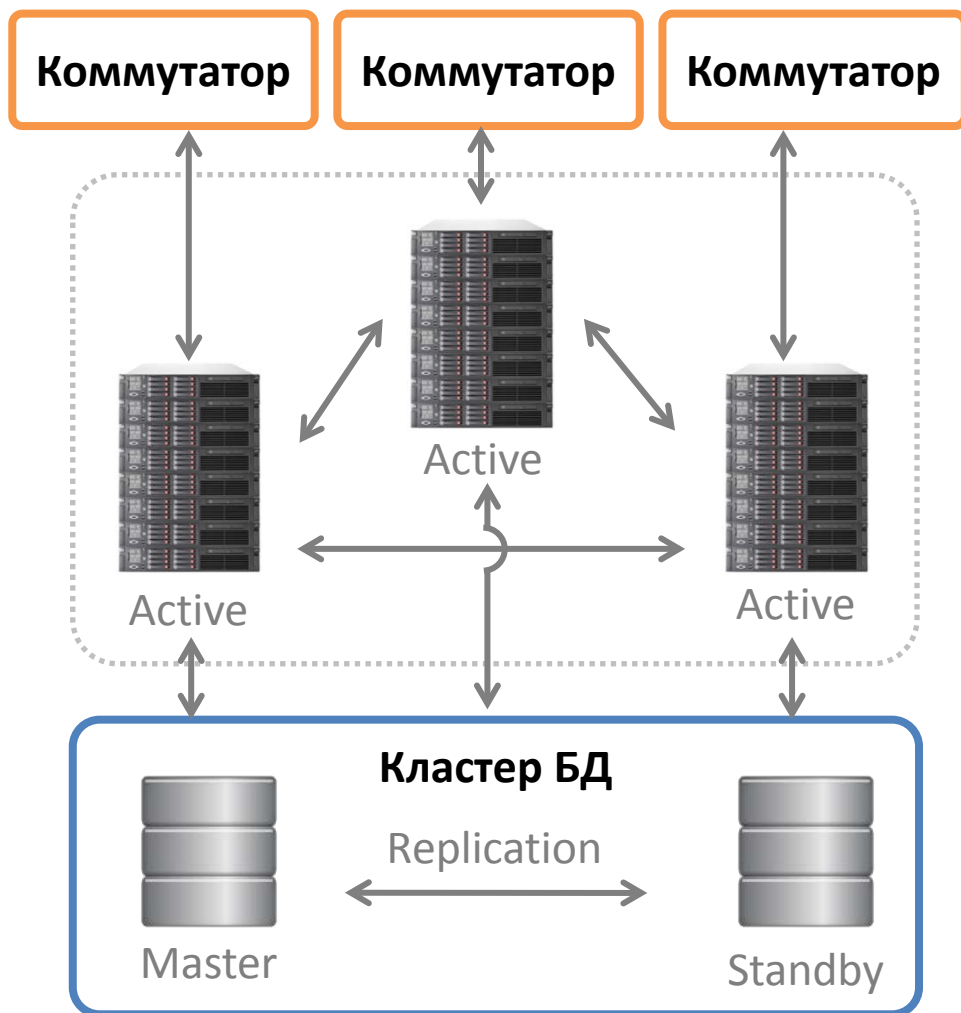 Коммутатор
Коммутатор
Коммутатор
Active
Active
Active
Кластер БД
Replication
Master
Standby